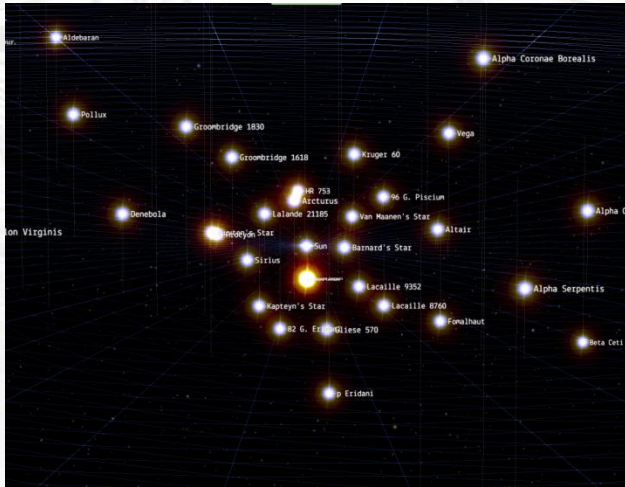 Aldebaran
Alpha Coronae Borealis
Pollux
Groombridge 1830
Vega
Groombridge 1618
Kruger 60
HR 753
Arcturus
96 G. Piscium
Denebola
Lalande 21185
Van Maanen's Star
Alpha C
lon Virginis
Altair
Sun
Barnard's Star
Sirius
Lacaille 9352
Alpha Serpentis
Kapteyn's Star
Lacaille 8760
Fomalhaut
82 G. Eri
Gliese 570
Beta Ceti
p Eridani